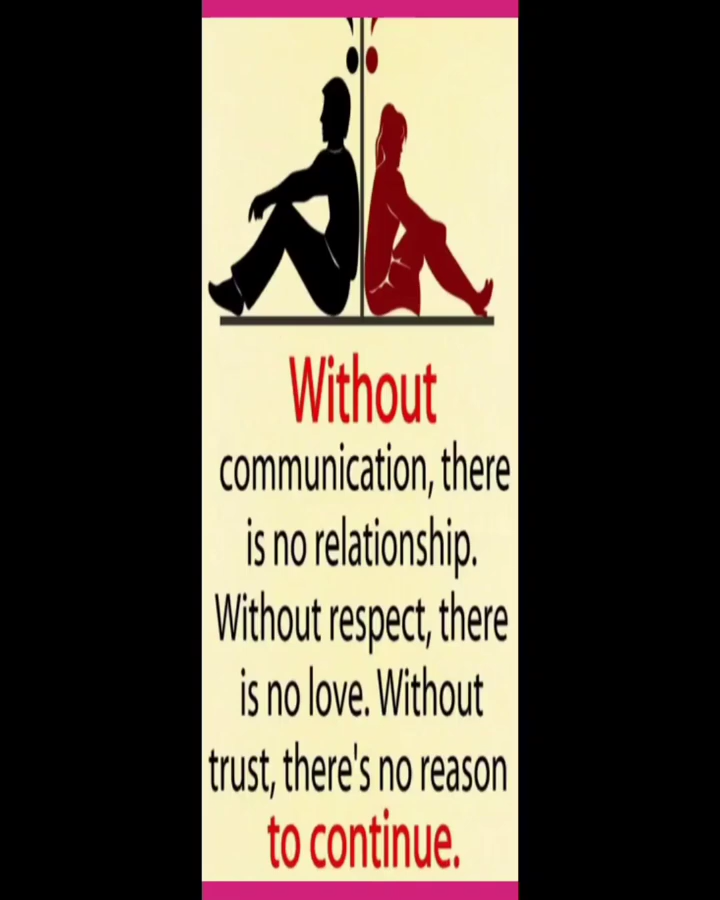 Without
communication, there
is no relationship.
Without respect, there
is no love. Without
trust, there's no reason
to continue.